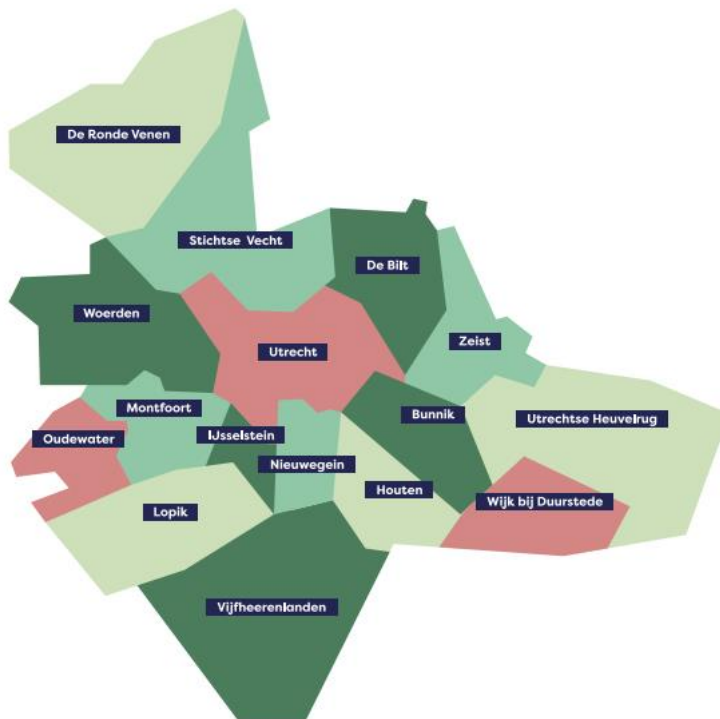 De Ronde Venen
Stichtse Vecht
De Bilt
Woerden
Zeist
Utrecht
Montfoort
Bunnik
Utrechtse Heuvelrug
IJsselstein
Oudewater
Nieuwegein
Houten
Wijk bij Duurstede
Lopik
Vijfheerenlanden